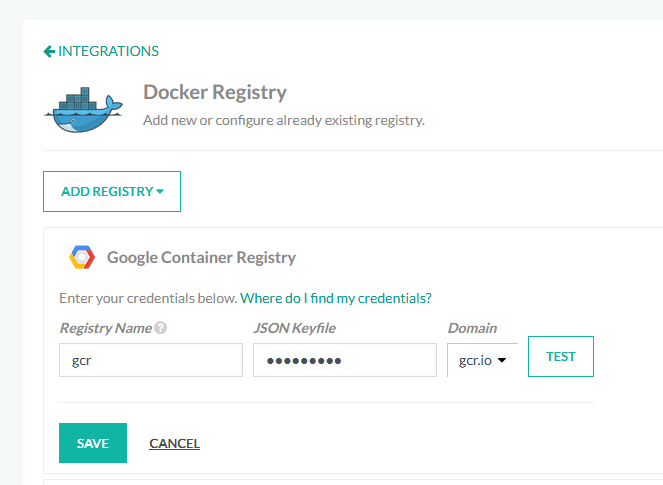 INTEGRATIONS
Docker Registry
Add new or configure already existing registry.
ADD REGISTRY
Google Container Registry
Enter your credentials below. Where do I find my credentials?
Registry Name ? JSON Keyfile Domain
gcr ••••••••• gcr.io TEST
SAVE CANCEL